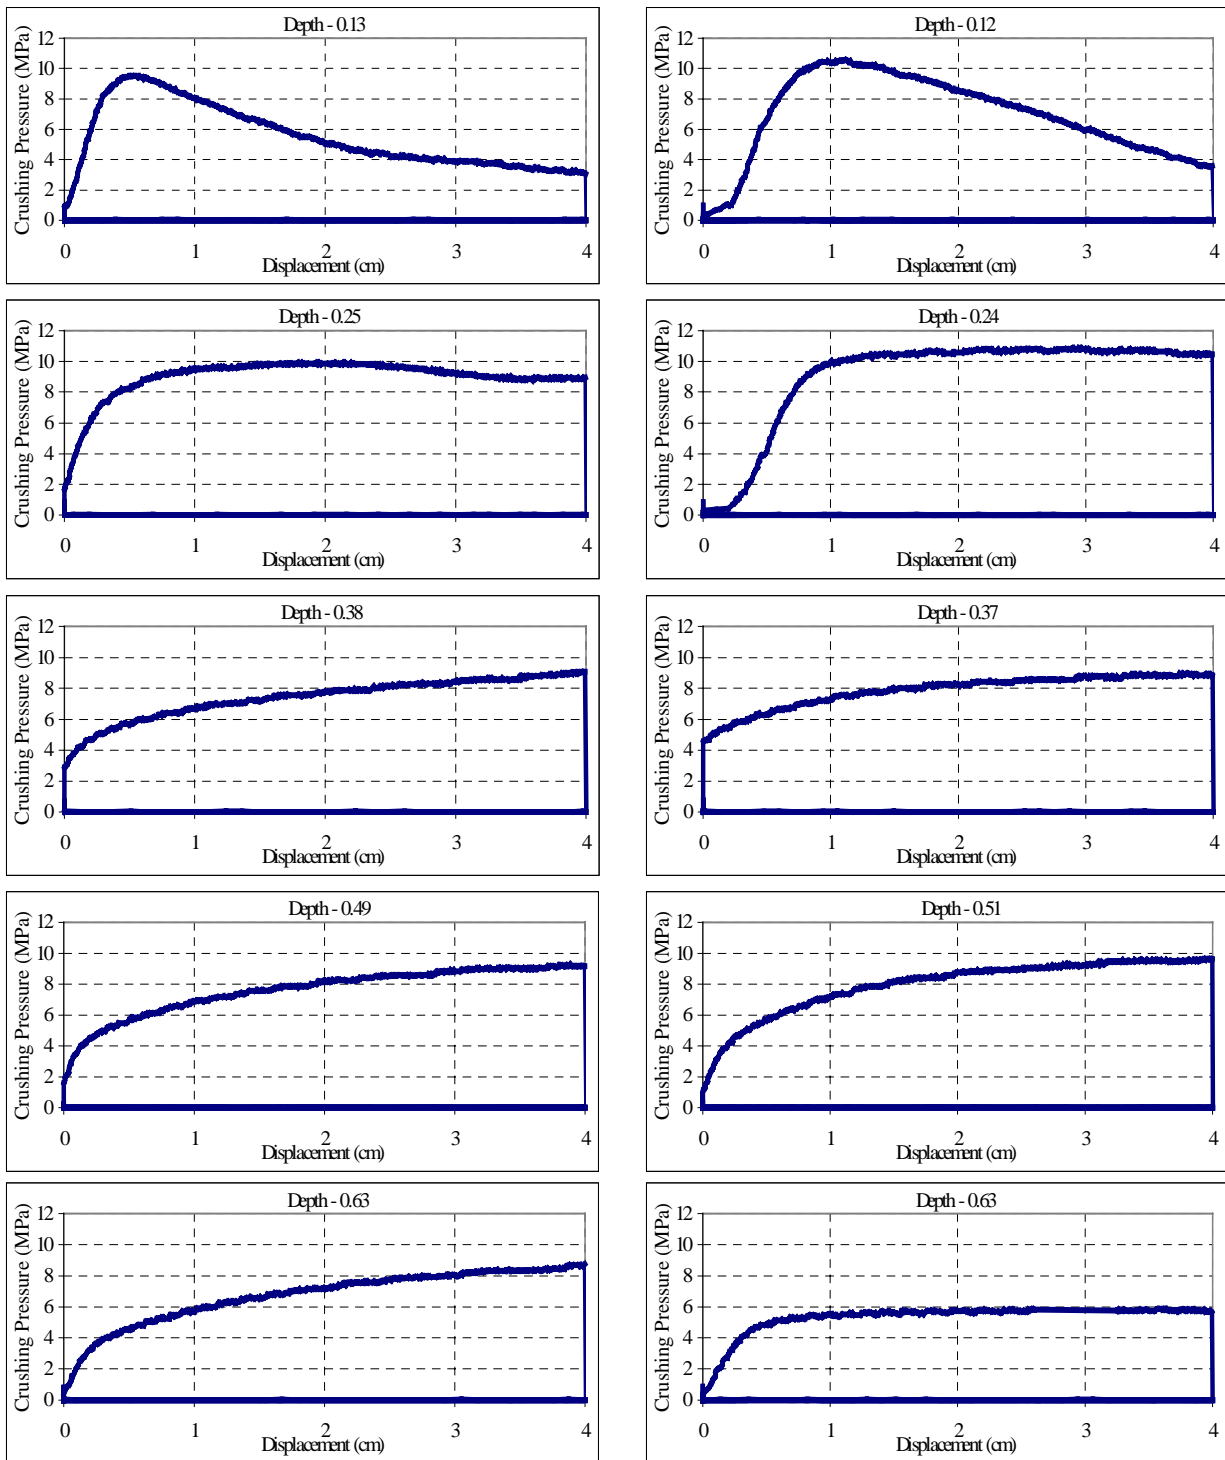 Depth - 0.13
Crushing Pressure (MPa)
12
10
8
6
4
2
0
0 1 2 3 4
Displacement (cm)
Depth - 0.12
Crushing Pressure (MPa)
12
10
8
6
4
2
0
0 1 2 3 4
Displacement (cm)
Depth - 0.25
Crushing Pressure (MPa)
12
10
8
6
4
2
0
0 1 2 3 4
Displacement (cm)
Depth - 0.24
Crushing Pressure (MPa)
12
10
8
6
4
2
0
0 1 2 3 4
Displacement (cm)
Depth - 0.38
Crushing Pressure (MPa)
12
10
8
6
4
2
0
0 1 2 3 4
Displacement (cm)
Depth - 0.37
Crushing Pressure (MPa)
12
10
8
6
4
2
0
0 1 2 3 4
Displacement (cm)
Depth - 0.49
Crushing Pressure (MPa)
12
10
8
6
4
2
0
0 1 2 3 4
Displacement (cm)
Depth - 0.51
Crushing Pressure (MPa)
12
10
8
6
4
2
0
0 1 2 3 4
Displacement (cm)
Depth - 0.63
Crushing Pressure (MPa)
12
10
8
6
4
2
0
0 1 2 3 4
Displacement (cm)
Depth - 0.63
Crushing Pressure (MPa)
12
10
8
6
4
2
0
0 1 2 3 4
Displacement (cm)